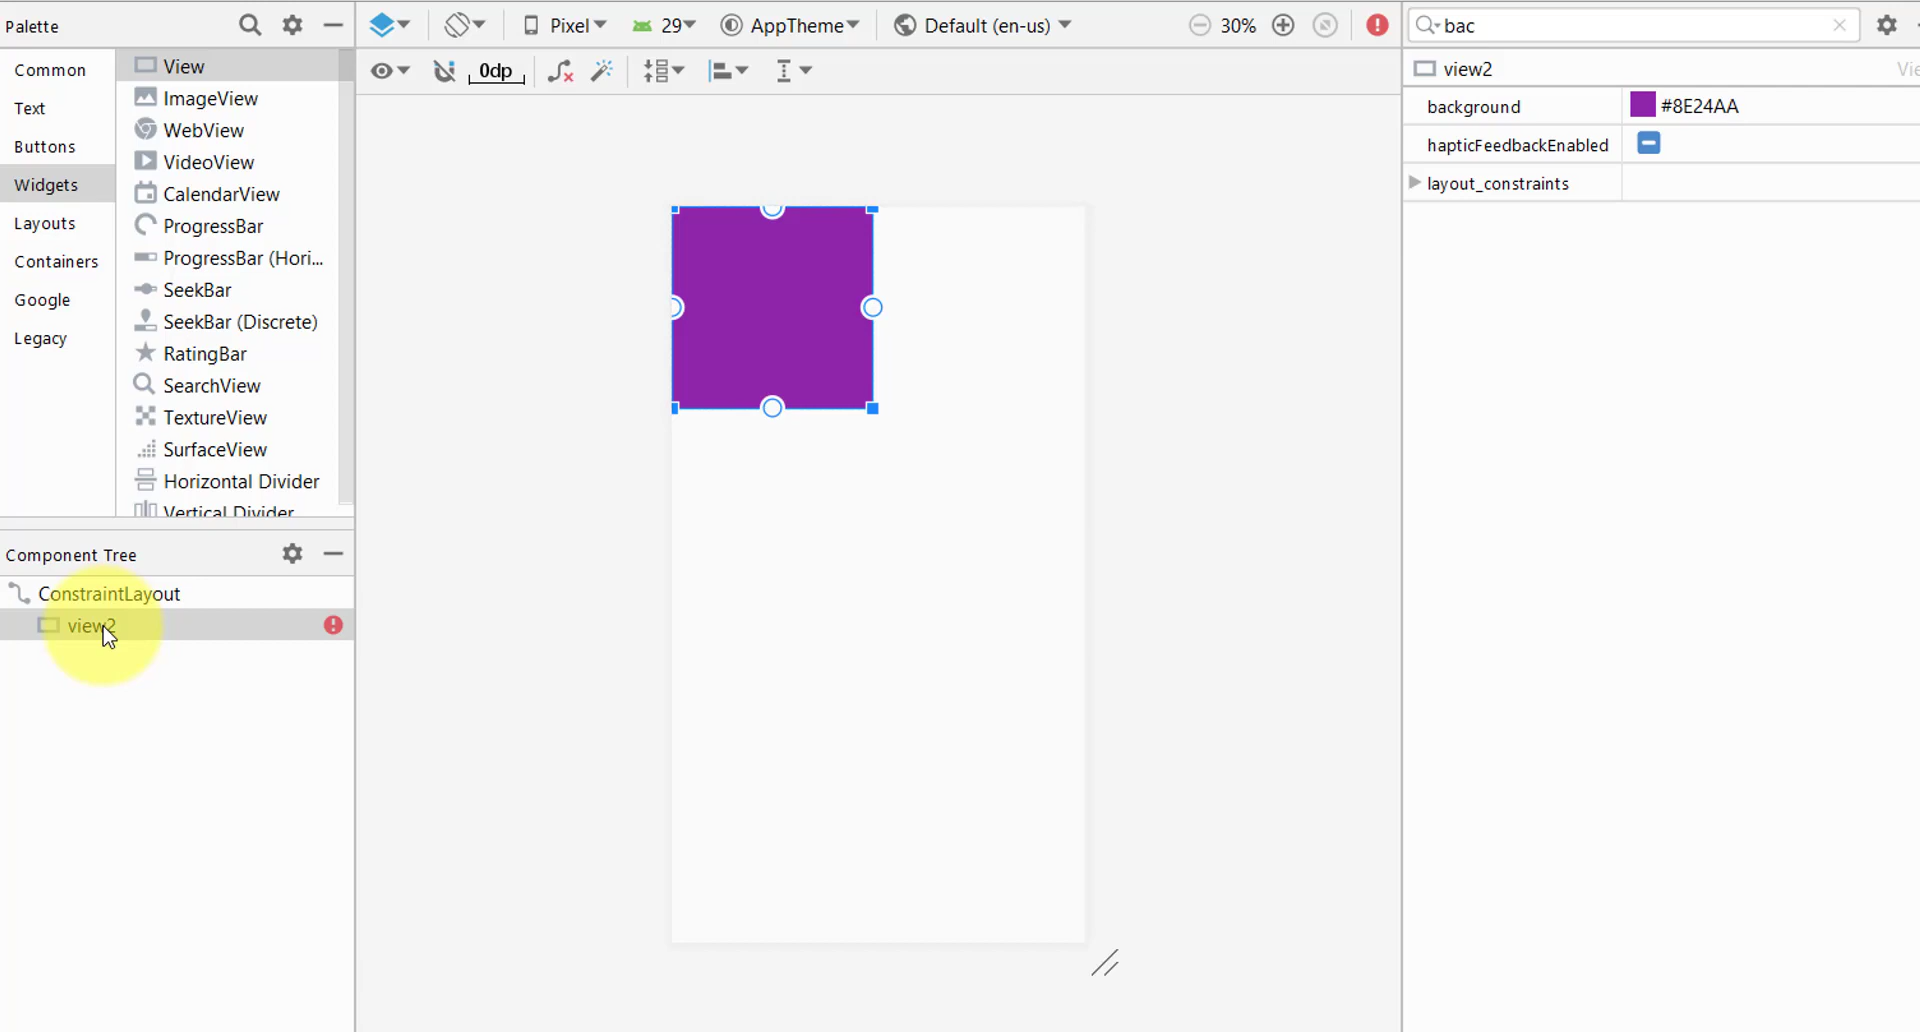 Palette
Common
Text
Buttons
Widgets
Layouts
Containers
Google
Legacy
View
ImageView
WebView
VideoView
CalendarView
ProgressBar
ProgressBar (Hori...
SeekBar
SeekBar (Discrete)
RatingBar
SearchView
TextureView
SurfaceView
Horizontal Divider
Vertical Divider
Component Tree
ConstraintLayout
view2
Pixel 29 AppTheme Default (en-us) 30%
0dp
bac
view2 Vie
background #8E24AA
hapticFeedbackEnabled
layout_constraints